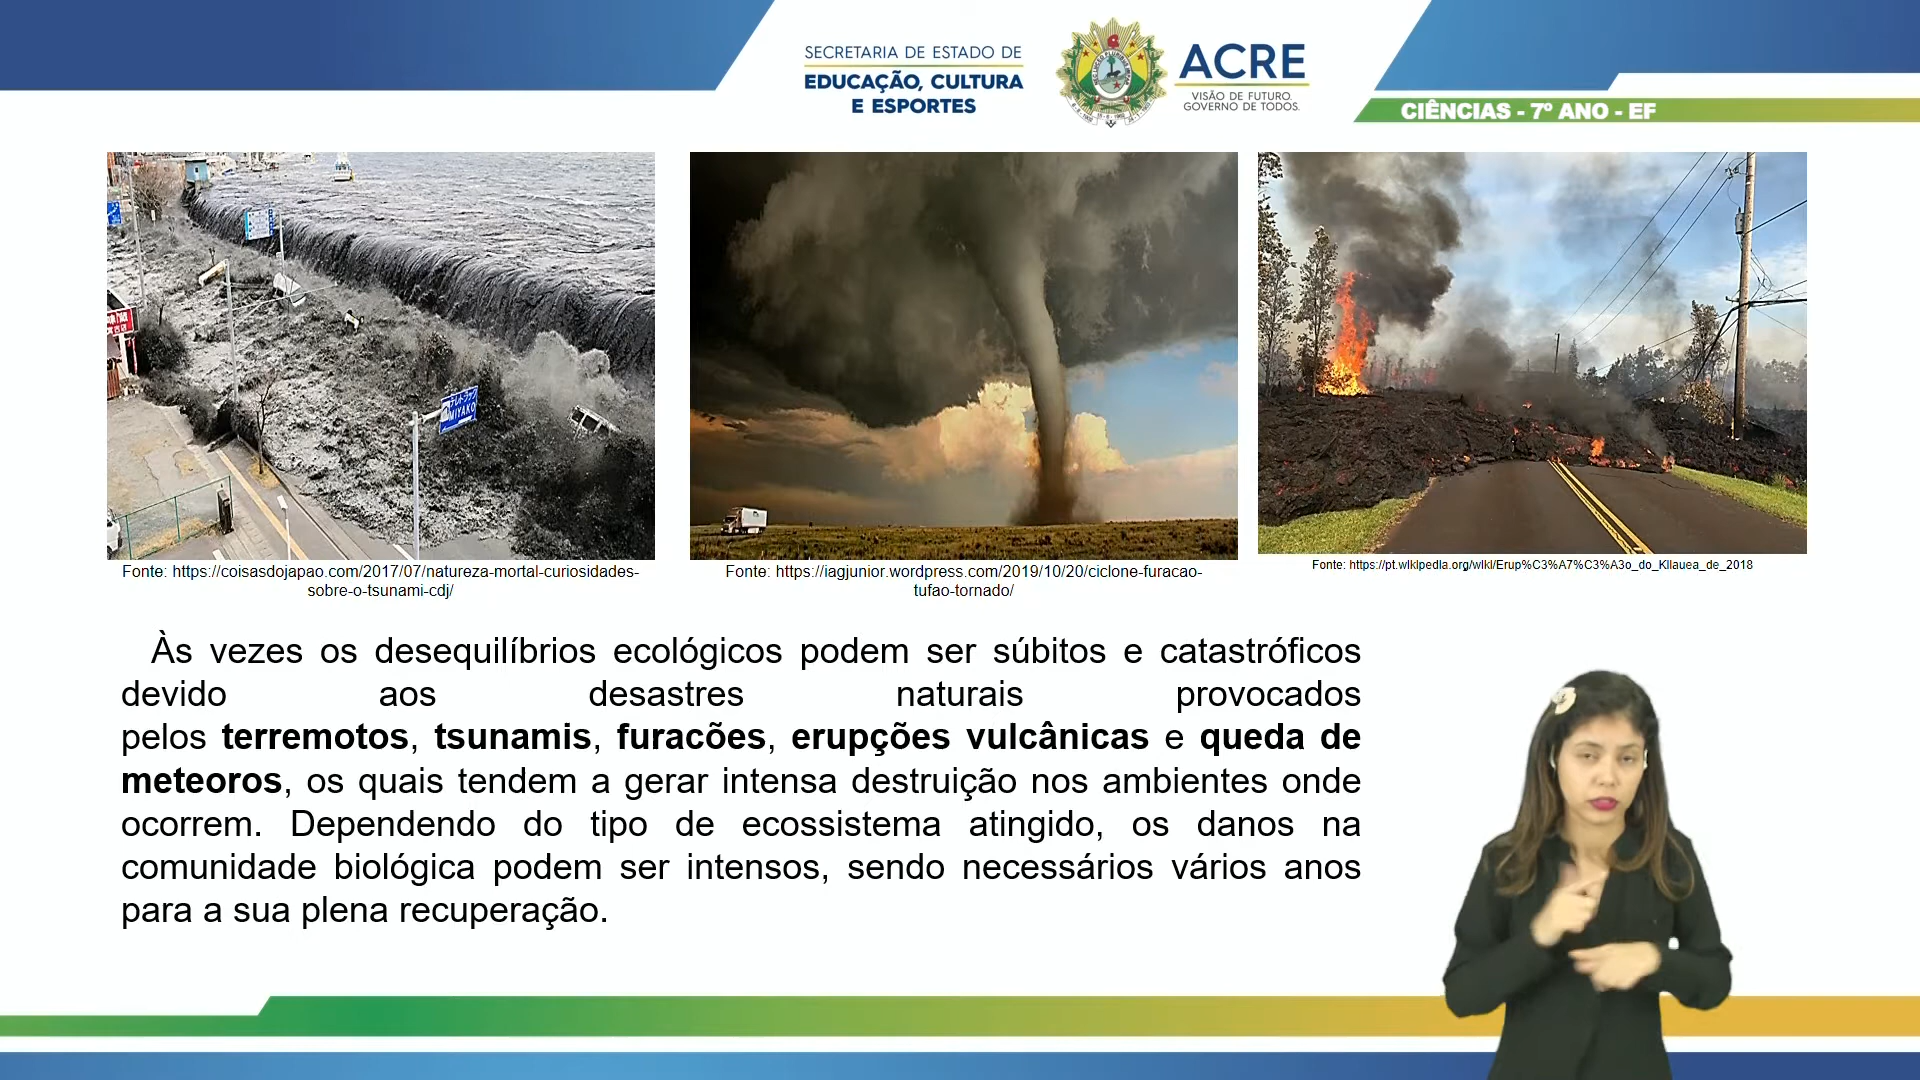 SECRETARIA DE ESTADO DE
EDUCAÇÃO, CULTURA
E ESPORTES
ACRE
VISÃO DE FUTURO.
GOVERNO DE TODOS.
CIÊNCIAS - 7º ANO - EF
MIYAKO
Fonte: https://coisasdojapao.com/2017/07/natureza-mortal-curiosidades-
sobre-o-tsunami-cdj/
Fonte: https://iagjunior.wordpress.com/2019/10/20/ciclone-furacao-
tufao-tornado/
Fonte: https://pt.wikipedia.org/wiki/Erup%C3%A7%C3%A3o_do_Kilauea_de_2018
Às vezes os desequilíbrios ecológicos podem ser súbitos e catastróficos
devido aos desastres naturais provocados
pelos terremotos, tsunamis, furacões, erupções vulcânicas e queda de
meteoros, os quais tendem a gerar intensa destruição nos ambientes onde
ocorrem. Dependendo do tipo de ecossistema atingido, os danos na
comunidade biológica podem ser intensos, sendo necessários vários anos
para a sua plena recuperação.